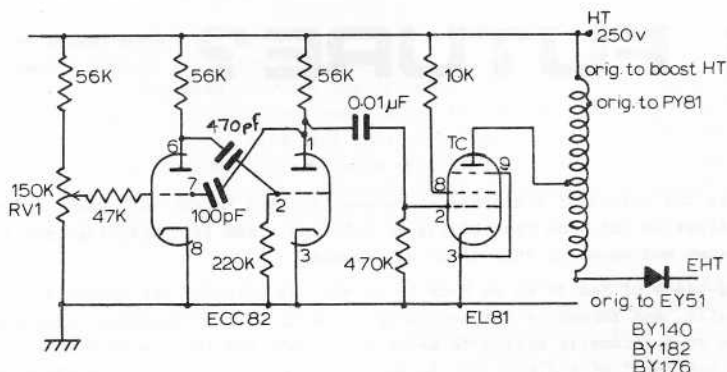 HT
250v
orig. to boost HT
orig. to PY81
56K
56K
56K
10K
0·01µF
470pf
TC
6
1
9
7
8
150K
RV1
47K
100pF
2
2
8
3
3
220K
470K
EHT
orig. to EY51
ECC82
EL81
BY140
BY182
BY176